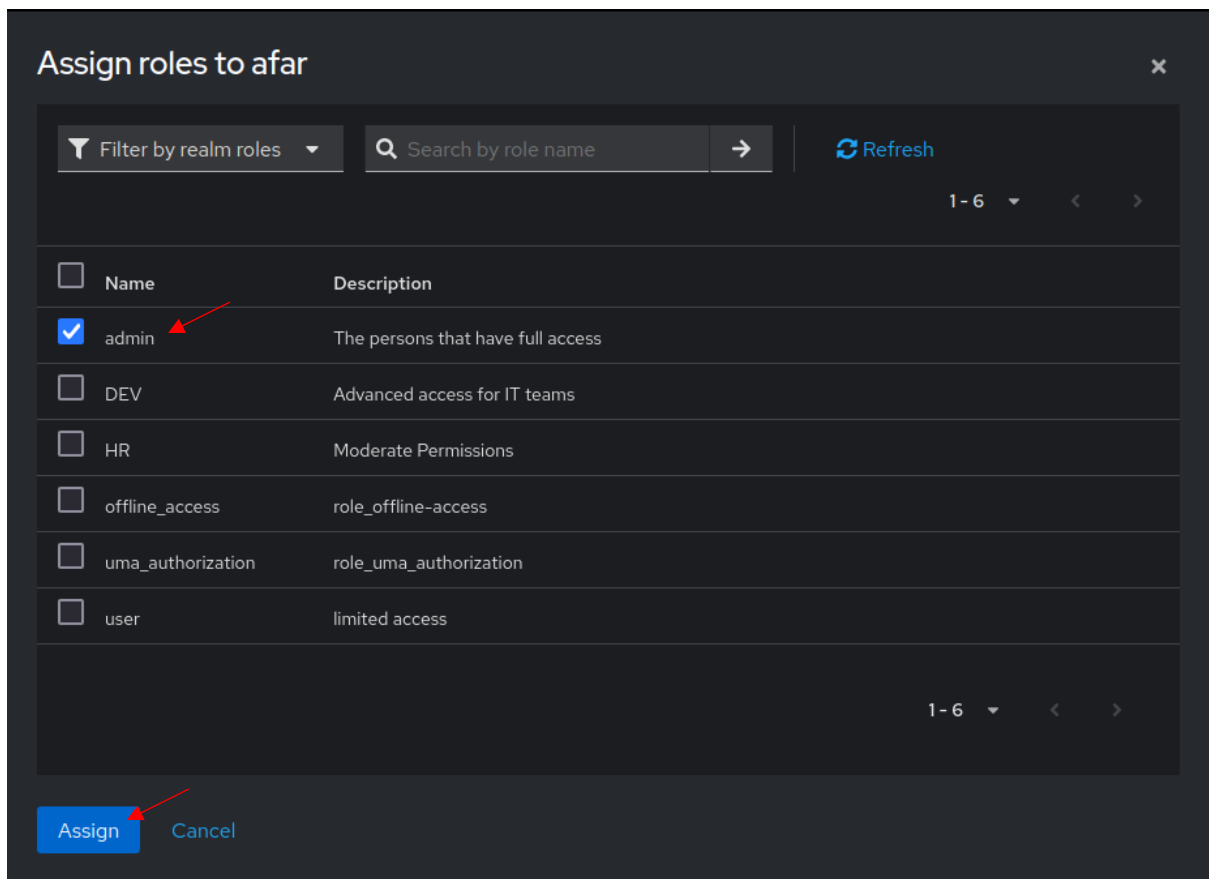 Assign roles to afar
Filter by realm roles
Search by role name
Refresh
1 - 6
Name Description
admin The persons that have full access
DEV Advanced access for IT teams
HR Moderate Permissions
offline_access role_offline-access
uma_authorization role_uma_authorization
user limited access
1 - 6
Assign Cancel